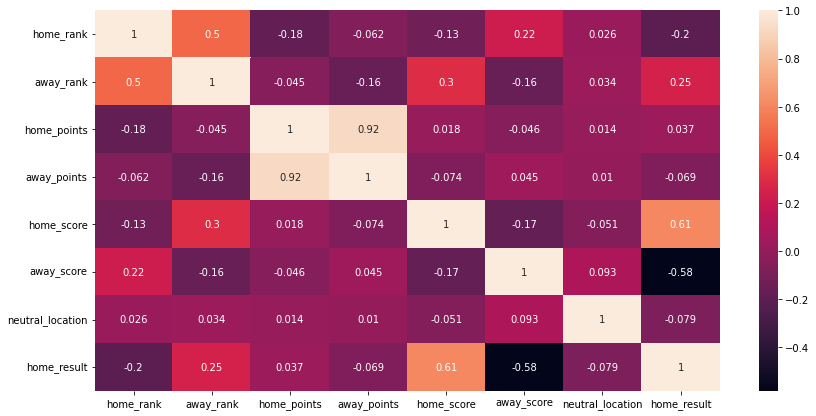 home_rank 1 0.5 -0.18 -0.062 -0.13 0.22 0.026 -0.2
away_rank 0.5 1 -0.045 -0.16 0.3 -0.16 0.034 0.25
home_points -0.18 -0.045 1 0.92 0.018 -0.046 0.014 0.037
away_points -0.062 -0.16 0.92 1 -0.074 0.045 0.01 -0.069
home_score -0.13 0.3 0.018 -0.074 1 -0.17 -0.051 0.61
away_score 0.22 -0.16 -0.046 0.045 -0.17 1 0.093 -0.58
neutral_location 0.026 0.034 0.014 0.01 -0.051 0.093 1 -0.079
home_result -0.2 0.25 0.037 -0.069 0.61 -0.58 -0.079 1
home_rank away_rank home_points away_points home_score away_score neutral_location home_result
1.0
0.8
0.6
0.4
0.2
0.0
−0.2
−0.4